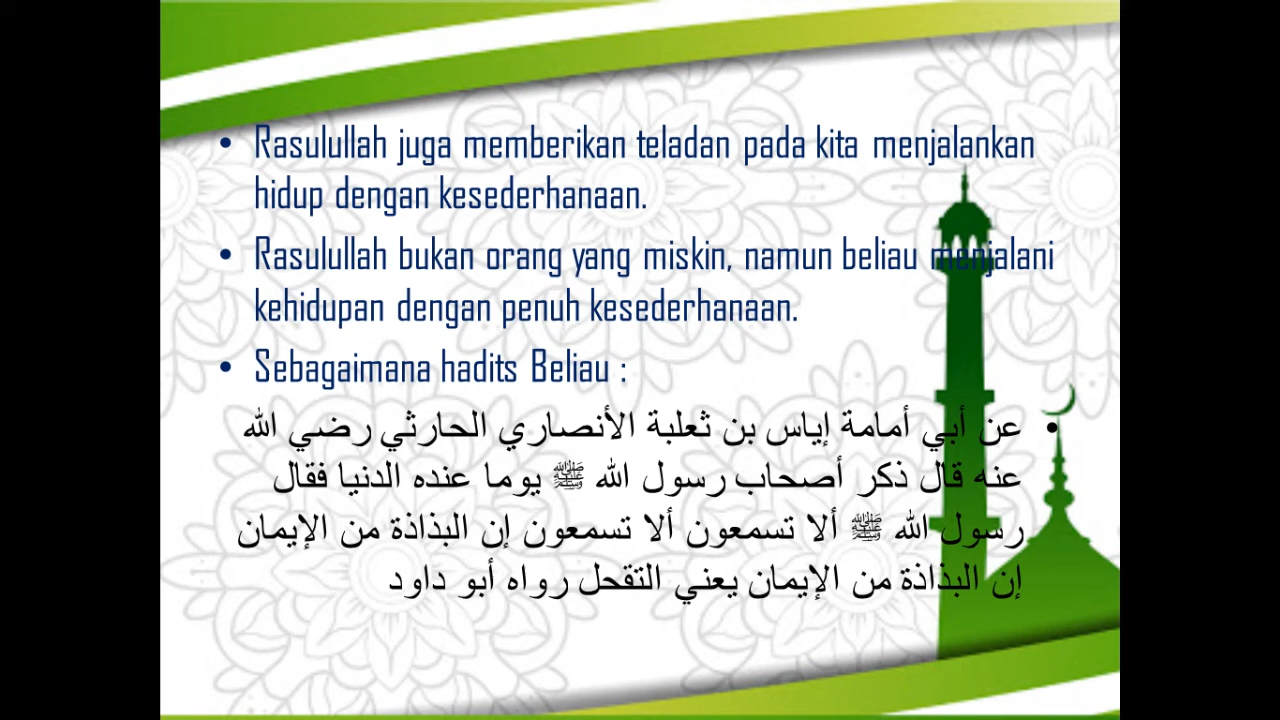 • Rasulullah juga memberikan teladan pada kita menjalankan
hidup dengan kesederhanaan.
• Rasulullah bukan orang yang miskin, namun beliau menjalani
kehidupan dengan penuh kesederhanaan.
• Sebagaimana hadits Beliau :
• عن أبي أمامة إياس بن ثعلبة الأنصاري الحارثي رضي الله
عنه قال ذكر أصحاب رسول الله ﷺ يوما عنده الدنيا فقال
رسول الله ﷺ ألا تسمعون ألا تسمعون إن البذاذة من الإيمان
إن البذاذة من الإيمان يعني التقحل رواه أبو داود